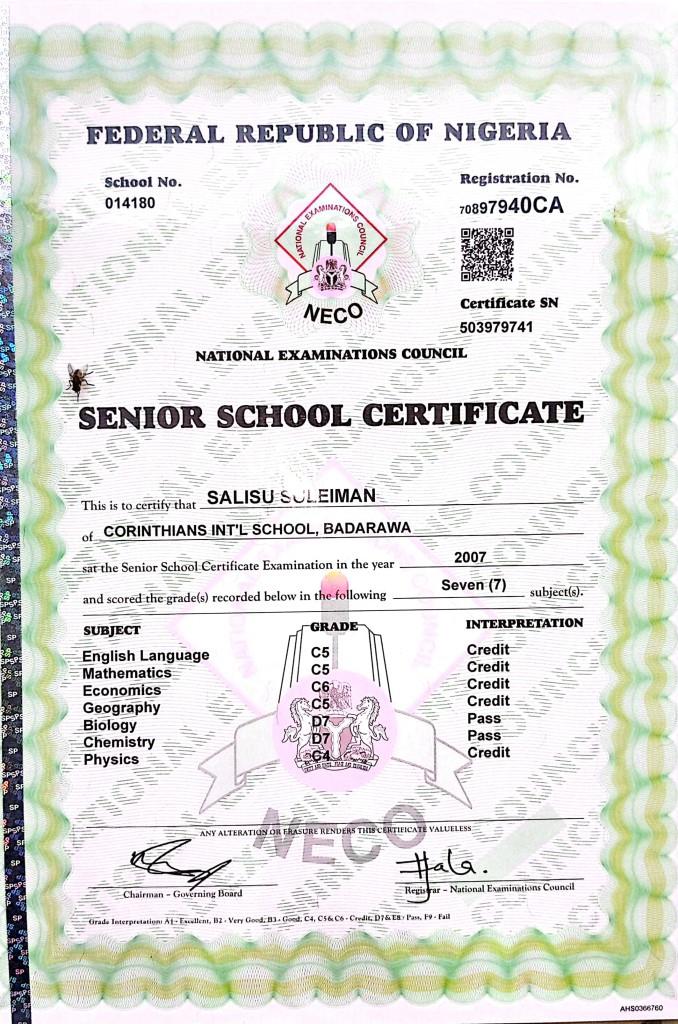 FEDERAL REPUBLIC OF NIGERIA
School No.
014180
Registration No.
70897940CA
NATIONAL EXAMINATIONS COUNCIL
NECO
Certificate SN
503979741
NATIONAL EXAMINATIONS COUNCIL
SENIOR SCHOOL CERTIFICATE
This is to certify that SALISU SULEIMAN
of CORINTHIANS INT'L SCHOOL, BADARAWA
sat the Senior School Certificate Examination in the year 2007
and scored the grade(s) recorded below in the following Seven (7) subject(s).
SUBJECT GRADE INTERPRETATION
English Language C5 Credit
Mathematics C5 Credit
Economics C6 Credit
Geography C5 Credit
Biology D7 Pass
Chemistry D7 Pass
Physics C4 Credit
NECO
ANY ALTERATION OR ERASURE RENDERS THIS CERTIFICATE VALUELESS
Chairman - Governing Board
Registrar - National Examinations Council
Grade Interpretation: A1 - Excellent, B2 - Very Good, B3 - Good, C4, C5 & C6 - Credit, D7 & E8 - Pass, F9 - Fail
AHS0366760